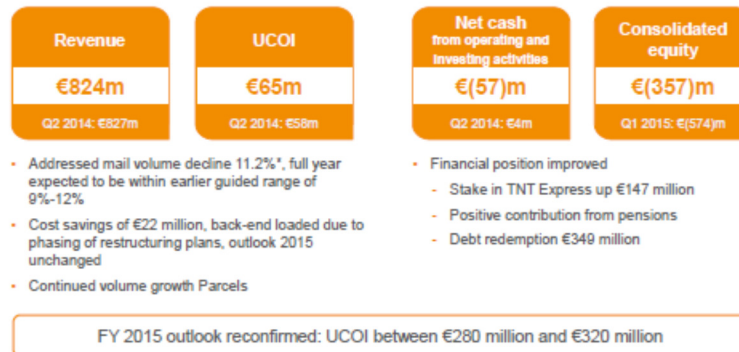 Revenue
€824m
Q2 2014: €827m
UCOI
€65m
Q2 2014: €58m
Net cash
from operating and
investing activities
€(57)m
Q2 2014: €4m
Consolidated
equity
€(357)m
Q1 2015: €(574)m
- Addressed mail volume decline 11.2%*, full year
expected to be within earlier guided range of
9%-12%
- Cost savings of €22 million, back-end loaded due to
phasing of restructuring plans, outlook 2015
unchanged
- Continued volume growth Parcels
- Financial position improved
- Stake in TNT Express up €147 million
- Positive contribution from pensions
- Debt redemption €349 million
FY 2015 outlook reconfirmed: UCOI between €280 million and €320 million